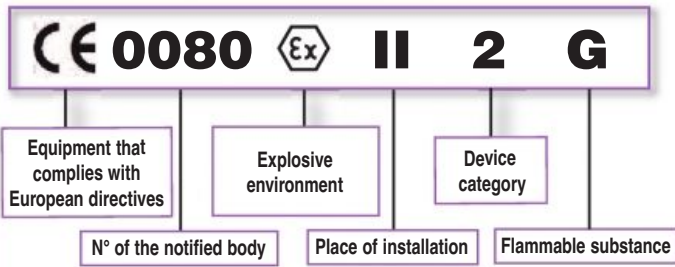 CE 0080 Ex II 2 G
Equipment that
complies with
European directives
Explosive
environment
Device
category
N° of the notified body
Place of installation
Flammable substance